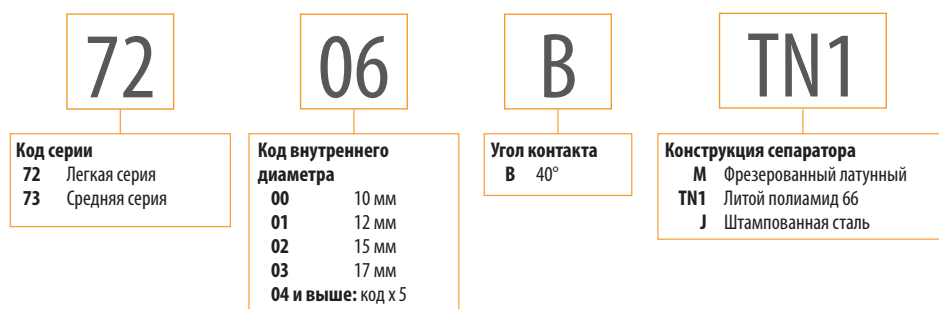 72
06
B
TN1
Код серии
72 Легкая серия
73 Средняя серия
Код внутреннего
диаметра
00 10 мм
01 12 мм
02 15 мм
03 17 мм
04 и выше: код x 5
Угол контакта
B 40°
Конструкция сепаратора
M Фрезерованный латунный
TN1 Литой полиамид 66
J Штампованная сталь